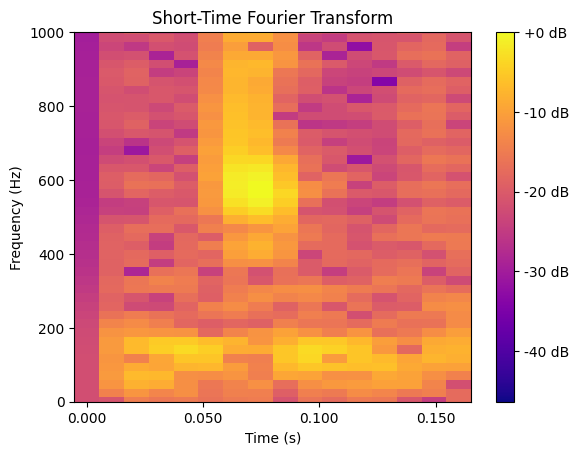 Short-Time Fourier Transform
1000
800
600
400
200
0
Frequency (Hz)
0.000
0.050
0.100
0.150
Time (s)
+0 dB
-10 dB
-20 dB
-30 dB
-40 dB